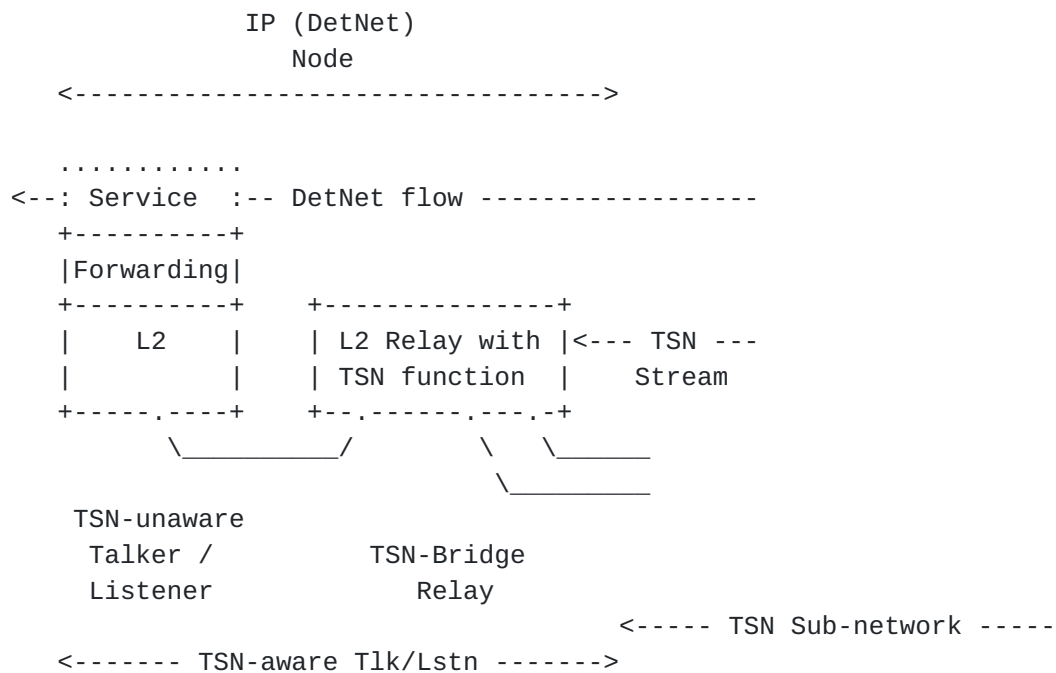 IP (DetNet)
                  Node
   <---------------------------------->

   ............
<--: Service  :-- DetNet flow ------------------
   +----------+
   |Forwarding|
   +----------+    +---------------+
   |    L2    |    | L2 Relay with |<--- TSN ---
   |          |    | TSN function  |    Stream
   +-----.----+    +--.------.---.-+
          \__________/        \   \______
                               \_________
    TSN-unaware
     Talker /          TSN-Bridge
     Listener             Relay
                                       <----- TSN Sub-network -----
   <------- TSN-aware Tlk/Lstn ------->